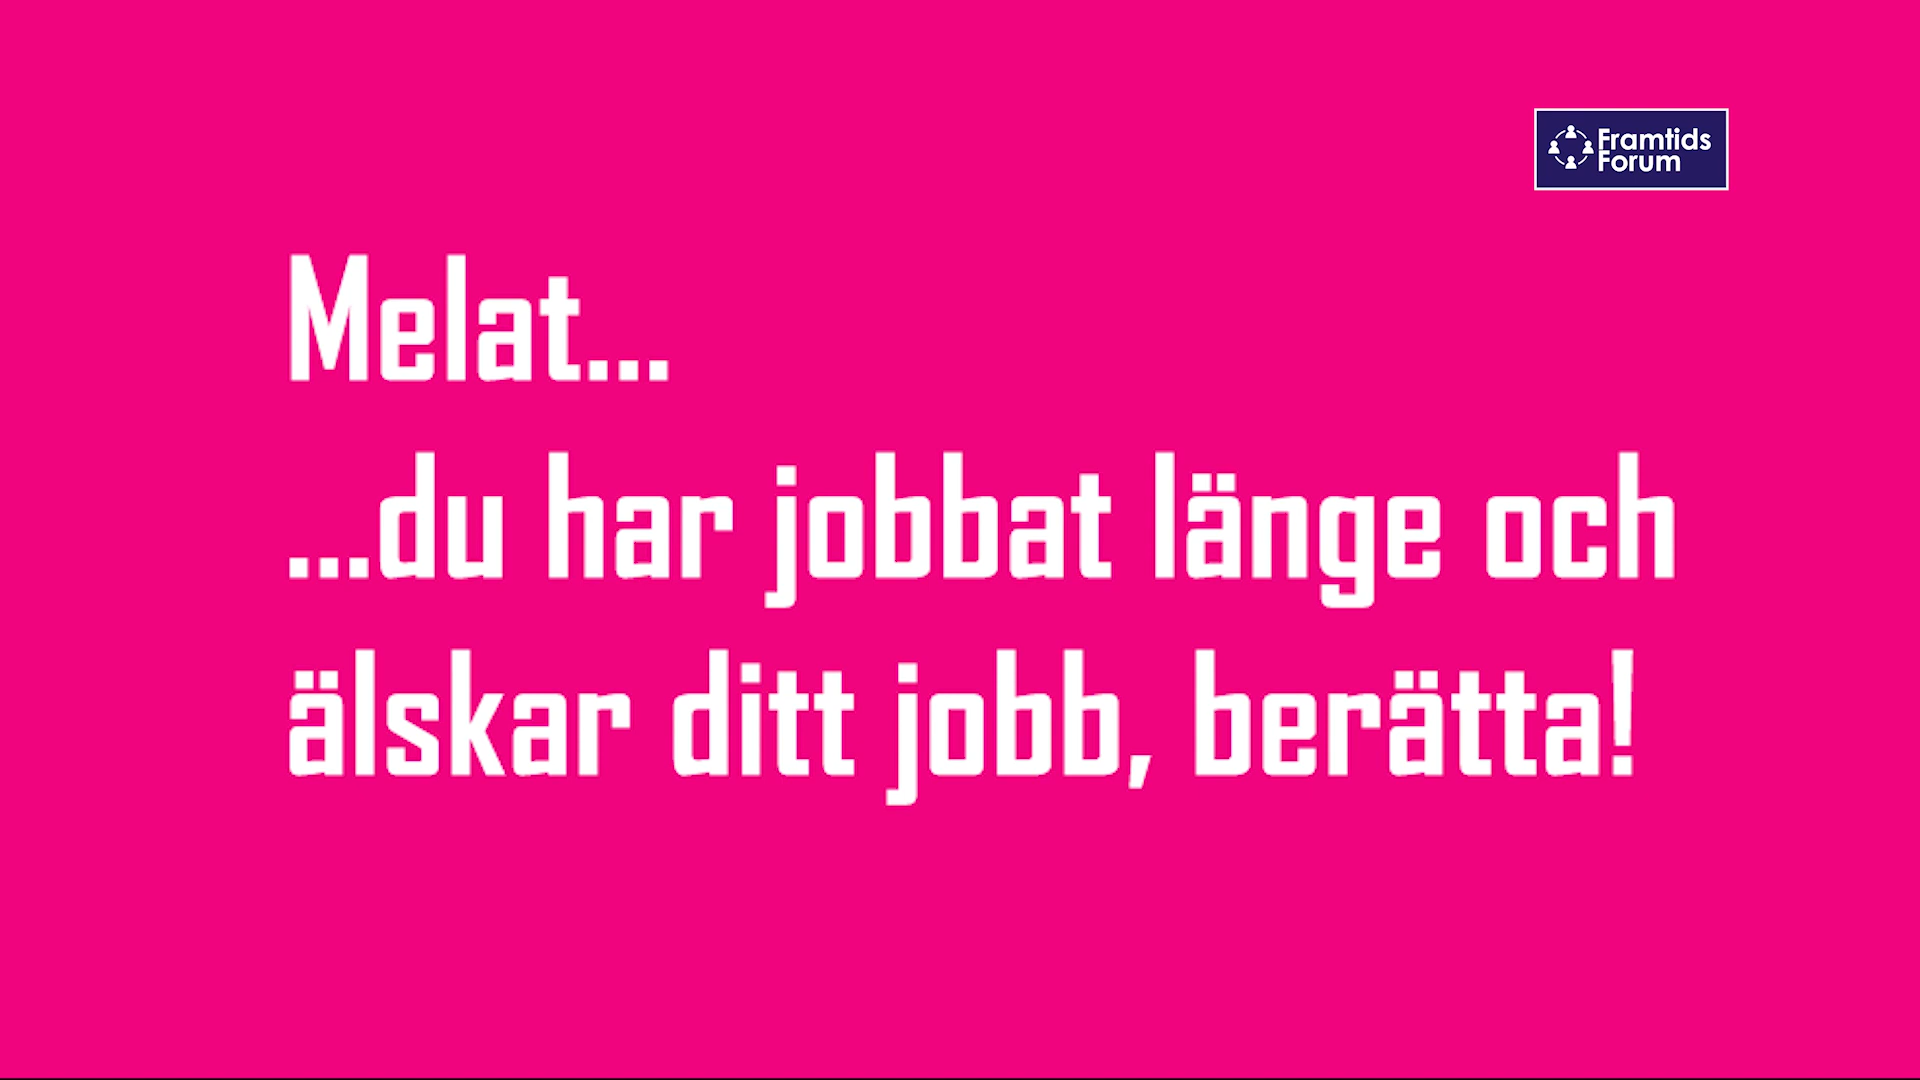 Framtids
Forum
Melat...
...du har jobbat länge och
älskar ditt jobb, berätta!